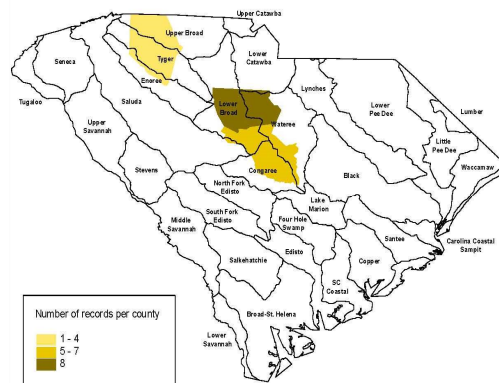 Upper Catawba
Upper Broad
Seneca
Tyger
Lower
Catawba
Enoree
Lynches
Tugaloo
Saluda
Lower
Broad
Wateree
Lower
Pee Dee
Lumber
Upper
Savannah
Little
Pee Dee
Waccamaw
Stevens
Congaree
Black
North Fork
Edisto
Lake
Marion
Middle
Savannah
South Fork
Edisto
Four Hole
Swamp
Santee
Carolina Coastal
Sampit
Salkehatchie
Edisto
Copper
SC
Coastal
Broad-St. Helena
Lower
Savannah
Number of records per county
1 - 4
5 - 7
8